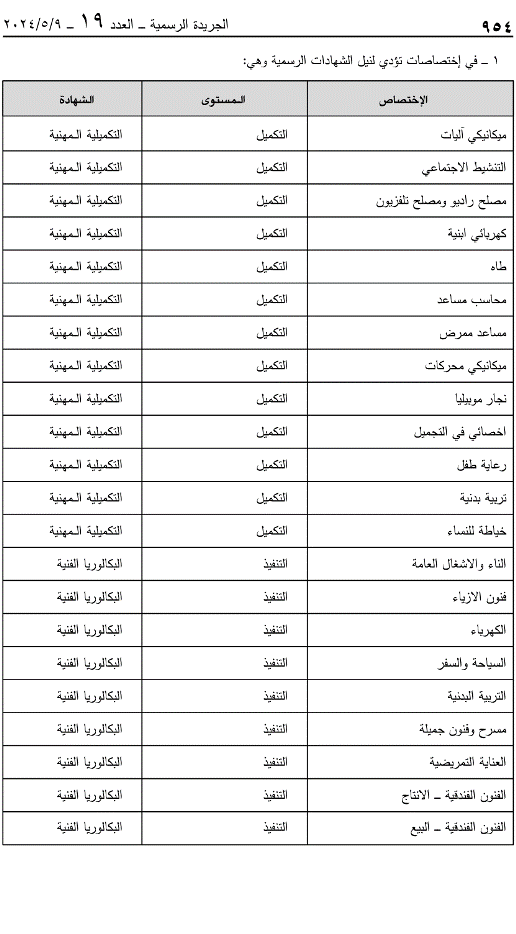 ٩٥٤ الجريدة الرسمية ــ العدد ١٩ ــ ٢٠٢٤/٥/٩
١ ــ في إختصاصات تؤدي لنيل الشهادات الرسمية وهي:
الإختصاص المستوى الشهادة
ميكانيكي آليات التكميل التكميلية المهنية
التنشيط الاجتماعي التكميل التكميلية المهنية
مصلح راديو ومصلح تلفزيون التكميل التكميلية المهنية
كهربائي ابنية التكميل التكميلية المهنية
طاه التكميل التكميلية المهنية
محاسب مساعد التكميل التكميلية المهنية
مساعد ممرض التكميل التكميلية المهنية
ميكانيكي محركات التكميل التكميلية المهنية
نجار موبيليا التكميل التكميلية المهنية
اخصائي في التجميل التكميل التكميلية المهنية
رعاية طفل التكميل التكميلية المهنية
تربية بدنية التكميل التكميلية المهنية
خياطة للنساء التكميل التكميلية المهنية
الناء والاشغال العامة التنفيذ البكالوريا الفنية
فنون الازياء التنفيذ البكالوريا الفنية
الكهرباء التنفيذ البكالوريا الفنية
السياحة والسفر التنفيذ البكالوريا الفنية
التربية البدنية التنفيذ البكالوريا الفنية
مسرح وفنون جميلة التنفيذ البكالوريا الفنية
العناية التمريضية التنفيذ البكالوريا الفنية
الفنون الفندقية ــ الانتاج التنفيذ البكالوريا الفنية
الفنون الفندقية ــ البيع التنفيذ البكالوريا الفنية